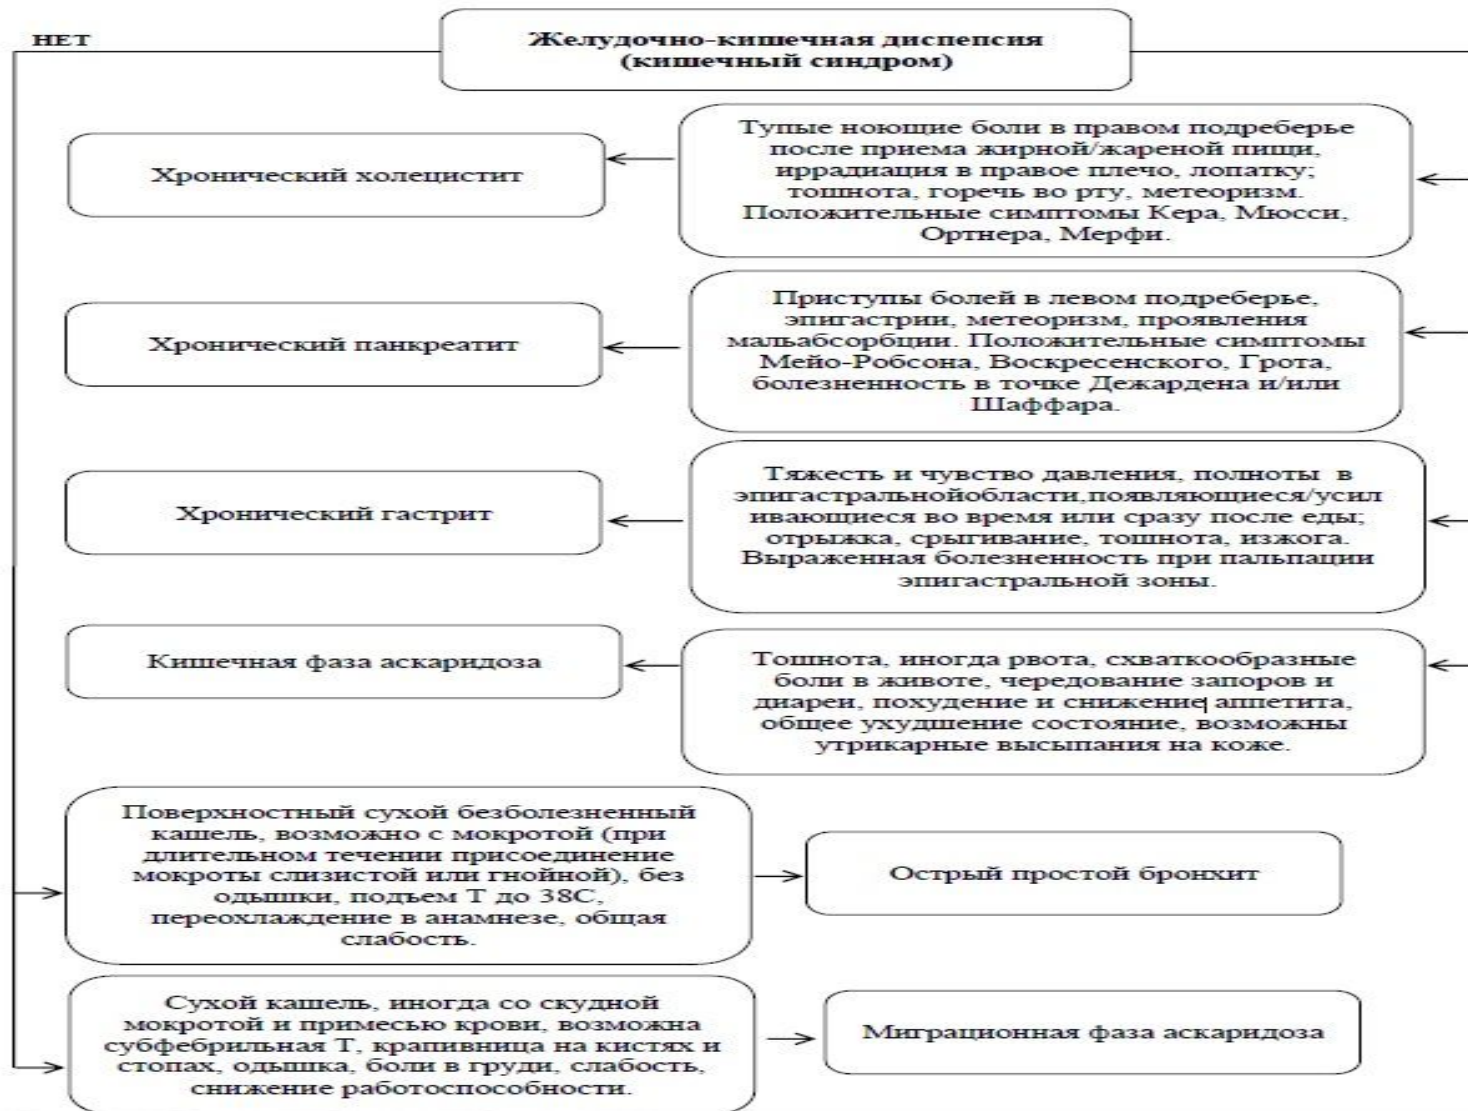 НЕТ
Желудочно-кишечная диспепсия
(кишечный синдром)
Хронический холецистит
Тупые ноющие боли в правом подреберье
после приема жирной/жареной пищи,
иррадиация в правое плечо, лопатку;
тошнота, горечь во рту, метеоризм.
Положительные симптомы Кера, Мюсси,
Ортнера, Мерфи.
Хронический панкреатит
Приступы болей в левом подреберье,
эпигастрии, метеоризм, проявления
мальабсорбции. Положительные симптомы
Мейо-Робсона, Воскресенского, Грота,
болезненность в точке Дежардена и/или
Шаффара.
Хронический гастрит
Тяжесть и чувство давления, полноты в
эпигастральнойобласти,появляющиеся/усил
ивающиеся во время или сразу после еды;
отрыжка, срыгивание, тошнота, изжога.
Выраженная болезненность при пальпации
эпигастральной зоны.
Кишечная фаза аскаридоза
Тошнота, иногда рвота, схваткообразные
боли в животе, чередование запоров и
диареи, похудение и снижение аппетита,
общее ухудшение состояние, возможны
утрикарные высыпания на коже.
Поверхностный сухой безболезненный
кашель, возможно с мокротой (при
длительном течении присоединение
мокроты слизистой или гнойной), без
одышки, подъем Т до 38С,
переохлаждение в анамнезе, общая
слабость.
Острый простой бронхит
Сухой кашель, иногда со скудной
мокротой и примесью крови, возможна
субфебрильная Т, крапивница на кистях и
стопах, одышка, боли в груди, слабость,
снижение работоспособности.
Миграционная фаза аскаридоза